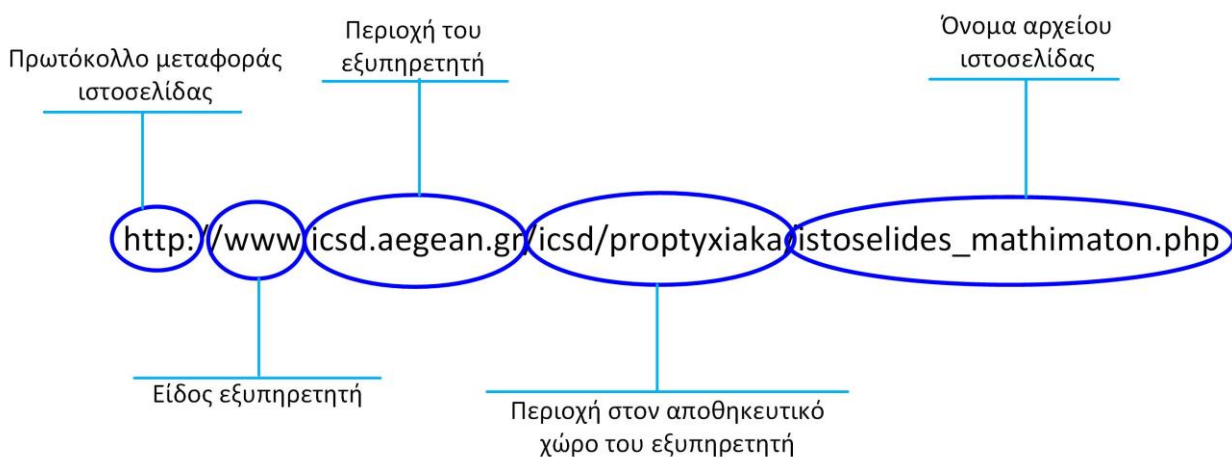 Πρωτόκολλο μεταφοράς
ιστοσελίδας
Περιοχή του
εξυπηρετητή
Όνομα αρχείου
ιστοσελίδας
http://www.icsd.aegean.gr/icsd/proptyxiaka/istoselides_mathimaton.php
Είδος εξυπηρετητή
Περιοχή στον αποθηκευτικό
χώρο του εξυπηρετητή